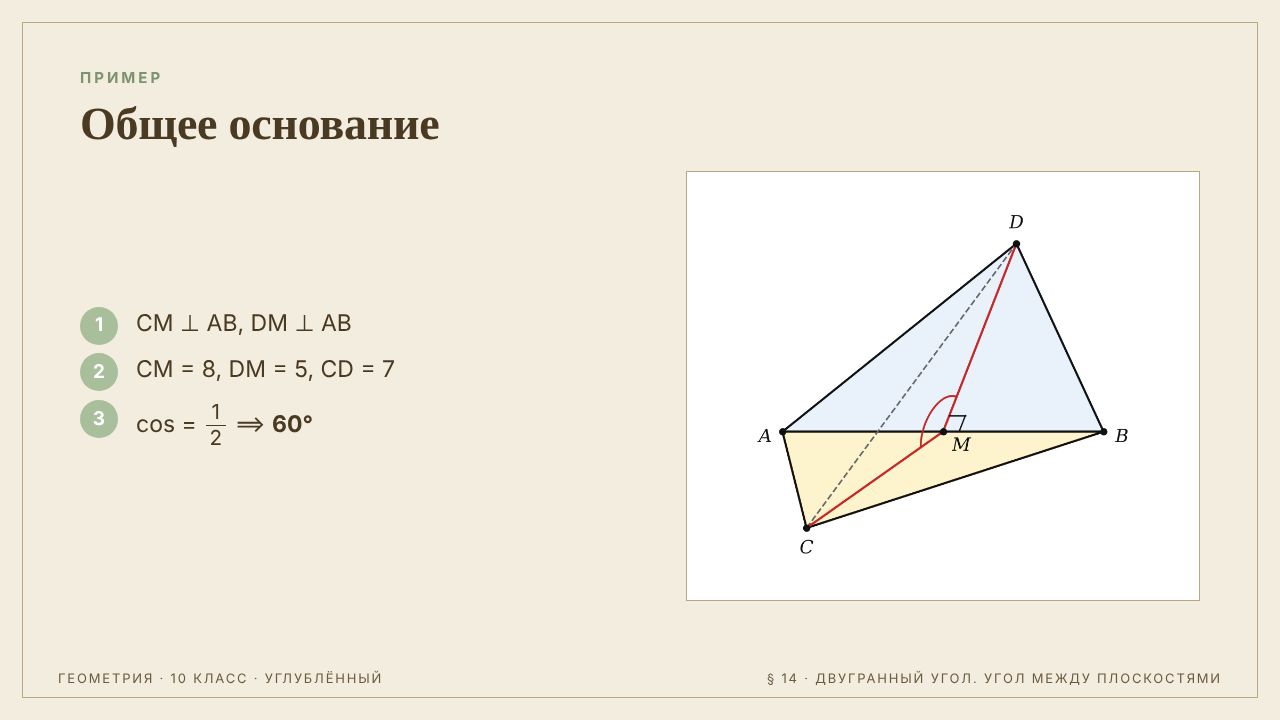 ПРИМЕР
Общее основание
1 CM ⊥ AB, DM ⊥ AB
2 CM = 8, DM = 5, CD = 7
3 cos = 1/2 ⟹ 60°
D
A
M
B
C
ГЕОМЕТРИЯ · 10 КЛАСС · УГЛУБЛЁННЫЙ
§ 14 · ДВУГРАННЫЙ УГОЛ. УГОЛ МЕЖДУ ПЛОСКОСТЯМИ